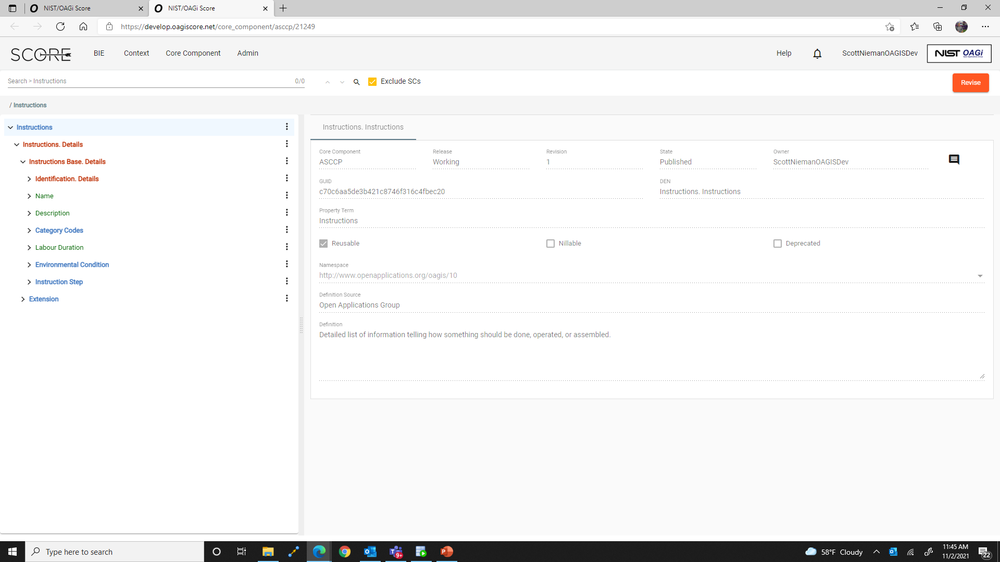 NIST/OAGi Score
NIST/OAGi Score
https://develop.oagiscore.net/core_component/asccp/21249
SCORE
BIE
Context
Core Component
Admin
Help
ScottNiemanOAGISDev
NIST OAGi
Search > Instructions
0/0
Exclude SCs
Revise
/ Instructions
Instructions
Instructions. Details
Instructions Base. Details
Identification. Details
Name
Description
Category Codes
Labour Duration
Environmental Condition
Instruction Step
Extension
Instructions. Instructions
Core Component
ASCCP
Release
Working
Revision
1
State
Published
Owner
ScottNiemanOAGISDev
GUID
c70c6aa5de3b421c8746f316c4fbec20
DEN
Instructions. Instructions
Property Term
Instructions
Reusable
Nillable
Deprecated
Namespace
http://www.openapplications.org/oagis/10
Definition Source
Open Applications Group
Definition
Detailed list of information telling how something should be done, operated, or assembled.
Type here to search
9+
58°F Cloudy
11:45 AM
11/2/2021
22